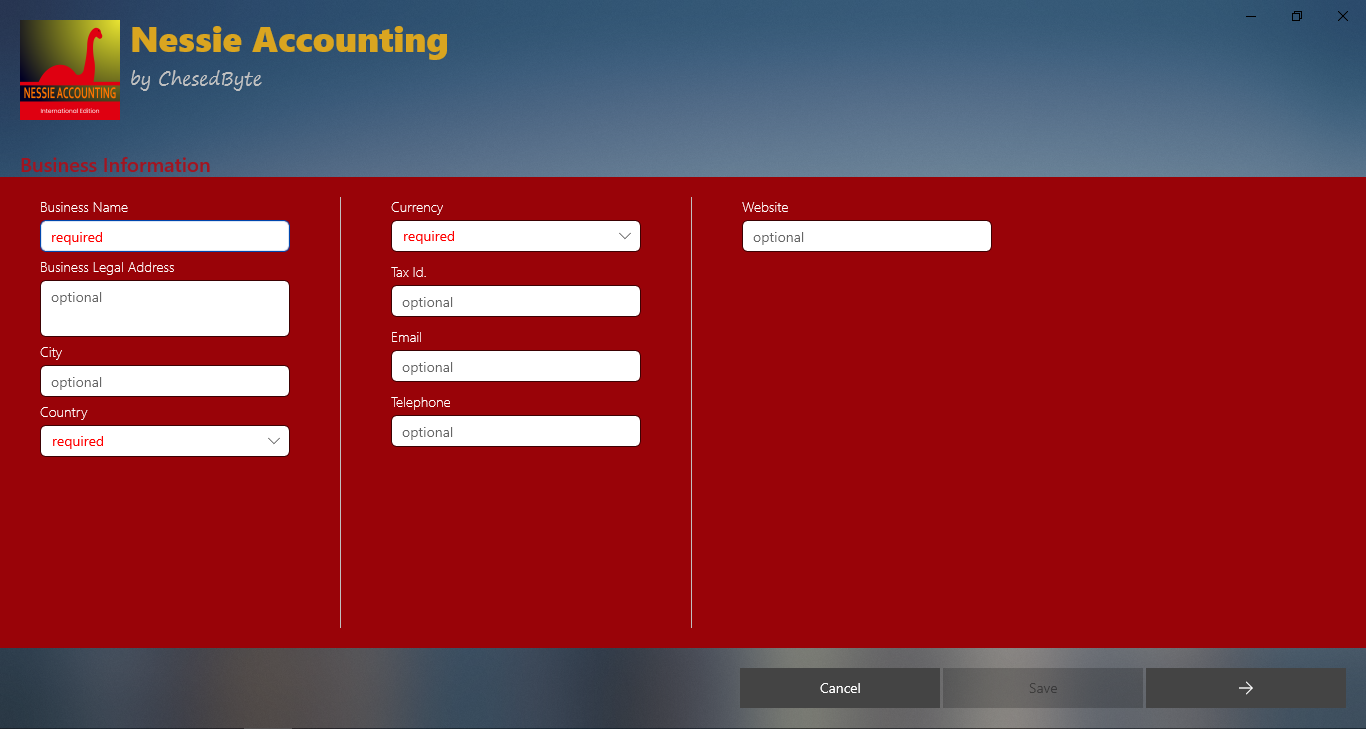 Nessie Accounting
by ChesedByte
NESSIE ACCOUNTING
International Edition
Business Information
Business Name
required
Business Legal Address
optional
City
optional
Country
required
Currency
required
Tax Id.
optional
Email
optional
Telephone
optional
Website
optional
Cancel
Save